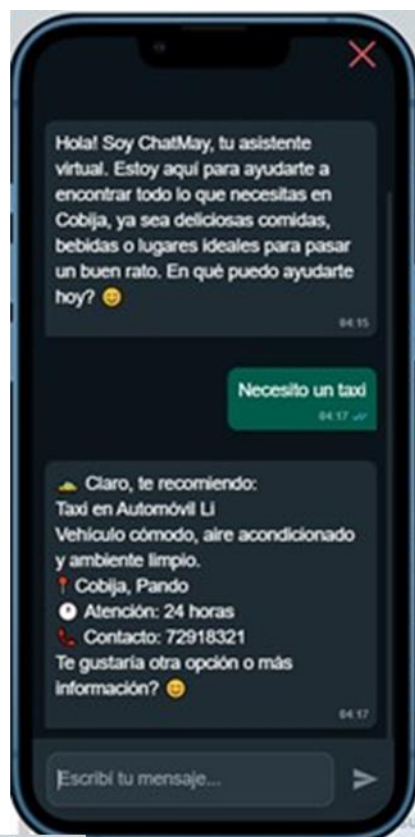 Hola! Soy ChatMay, tu asistente
virtual. Estoy aquí para ayudarte a
encontrar todo lo que necesitas en
Cobija, ya sea deliciosas comidas,
bebidas o lugares ideales para pasar
un buen rato. En qué puedo ayudarte
hoy? 😊
04:15
Necesito un taxi
04:17
🚕 Claro, te recomiendo:
Taxi en Automóvil Li
Vehículo cómodo, aire acondicionado
y ambiente limpio.
📍 Cobija, Pando
🕐 Atención: 24 horas
📞 Contacto: 72918321
Te gustaría otra opción o más
información? 😊
04:17
Escribí tu mensaje...